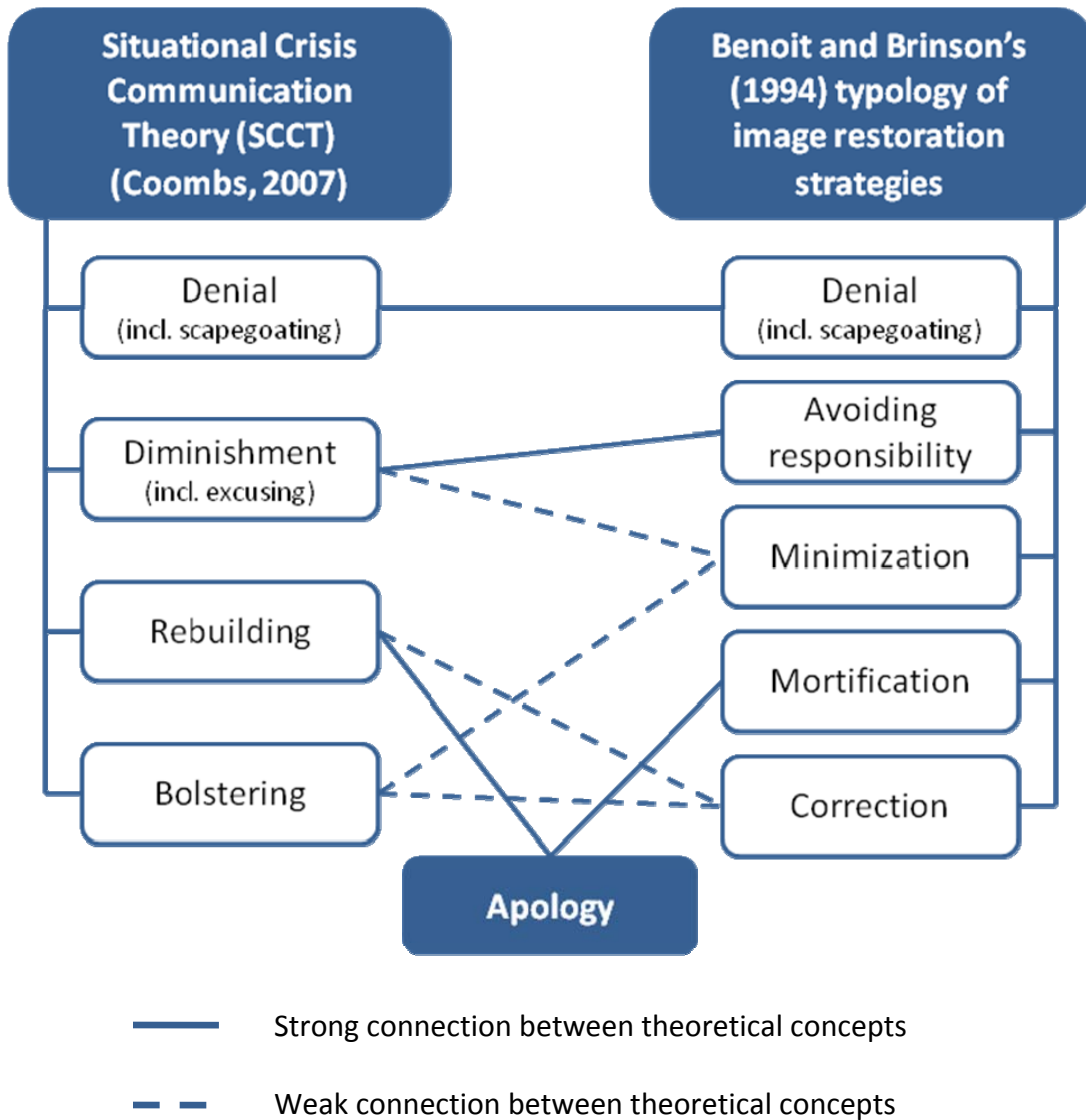 Situational Crisis
Communication
Theory (SCCT)
(Coombs, 2007)
Benoit and Brinson’s
(1994) typology of
image restoration
strategies
Denial
(incl. scapegoating)
Denial
(incl. scapegoating)
Diminishment
(incl. excusing)
Avoiding
responsibility
Minimization
Rebuilding
Mortification
Bolstering
Correction
Apology
Strong connection between theoretical concepts
Weak connection between theoretical concepts